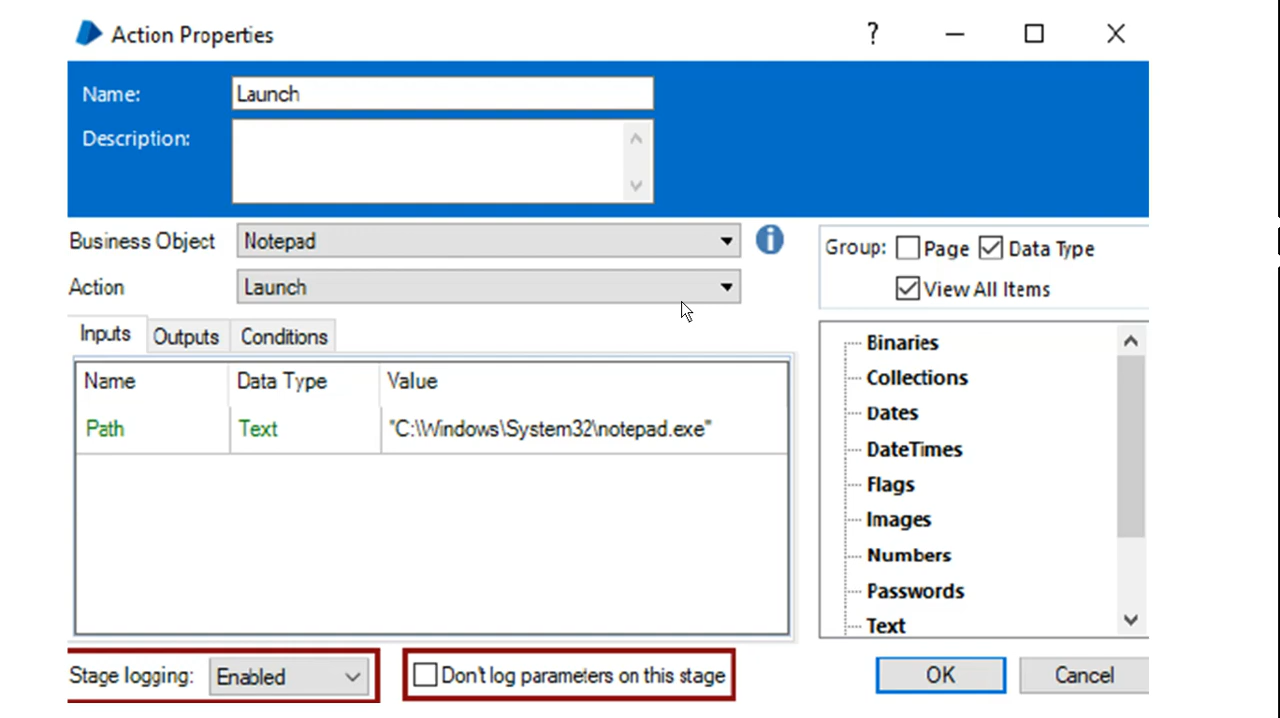 Action Properties
Name: Launch
Description:
Business Object Notepad
Action Launch
Group: Page Data Type
View All Items
Inputs Outputs Conditions
Name Data Type Value
Path Text "C:\Windows\System32\notepad.exe"
Binaries
Collections
Dates
DateTimes
Flags
Images
Numbers
Passwords
Text
Stage logging: Enabled
Don't log parameters on this stage
OK Cancel